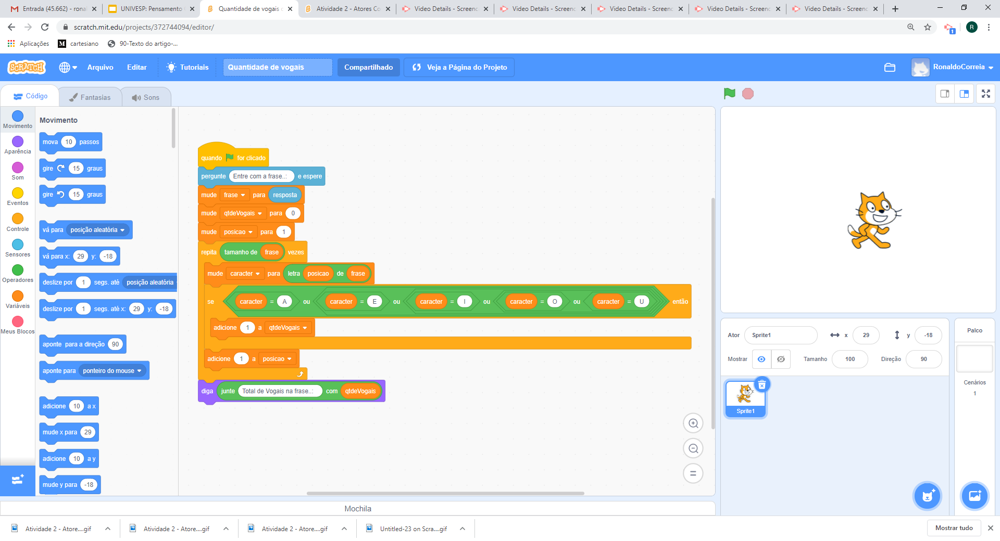 Entrada (45.662) - rona
UNIVESP: Pensamento
Quantidade de vogais
Atividade 2 - Atores Co
Video Details - Screenc
Video Details - Screenc
Video Details - Screenc
Video Details - Screenc
Video Details - Screenc
scratch.mit.edu/projects/372744094/editor/
1
R
Aplicações
M cartesiano
90-Texto do artigo-...
SCRATCH
Arquivo
Editar
Tutoriais
Quantidade de vogais
Compartilhado
Veja a Página do Projeto
RonaldoCorreia
Código
Fantasias
Sons
Movimento
Aparência
Som
Eventos
Controle
Sensores
Operadores
Variáveis
Meus Blocos
Movimento
mova 10 passos
gire 15 graus
gire 15 graus
vá para posição aleatória
vá para x: 29 y: -18
deslize por 1 segs. até posição aleatória
deslize por 1 segs. até x: 29 y: -18
aponte para a direção 90
aponte para ponteiro do mouse
adicione 10 a x
mude x para 29
adicione 10 a y
mude y para -18
quando for clicado
pergunte Entre com a frase..: e espere
mude frase para resposta
mude qtdeVogais para 0
mude posicao para 1
repita tamanho de frase vezes
mude caracter para letra posicao de frase
se caracter = A ou caracter = E ou caracter = I ou caracter = O ou caracter = U então
adicione 1 a qtdeVogais
adicione 1 a posicao
diga junte Total de Vogais na frase..: com qtdeVogais
Ator Sprite1 x 29 y -18
Mostrar Tamanho 100 Direção 90
Sprite1
Palco
Cenários
1
Mochila
Atividade 2 - Atore....gif
Atividade 2 - Atore....gif
Atividade 2 - Atore....gif
Untitled-23 on Scra....gif
Mostrar tudo